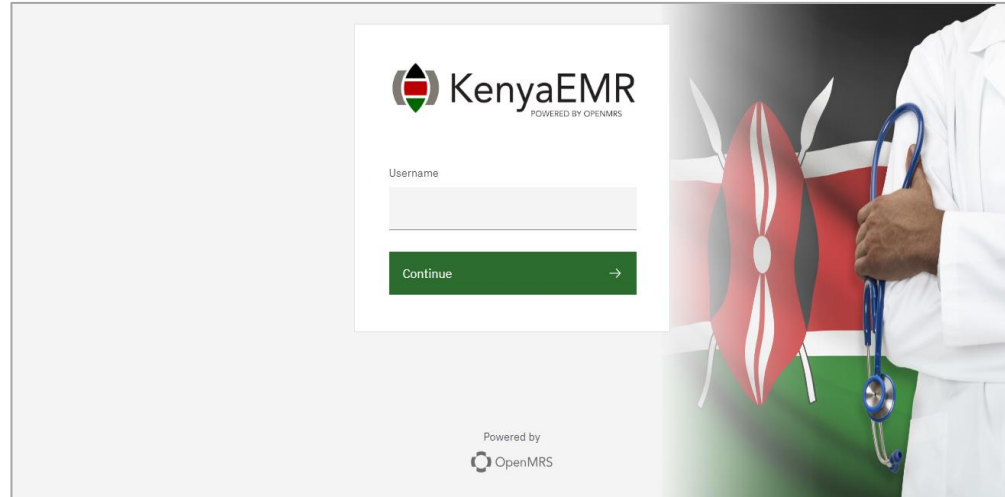 KenyaEMR
POWERED BY OPENMRS
Username
Continue
Powered by
OpenMRS